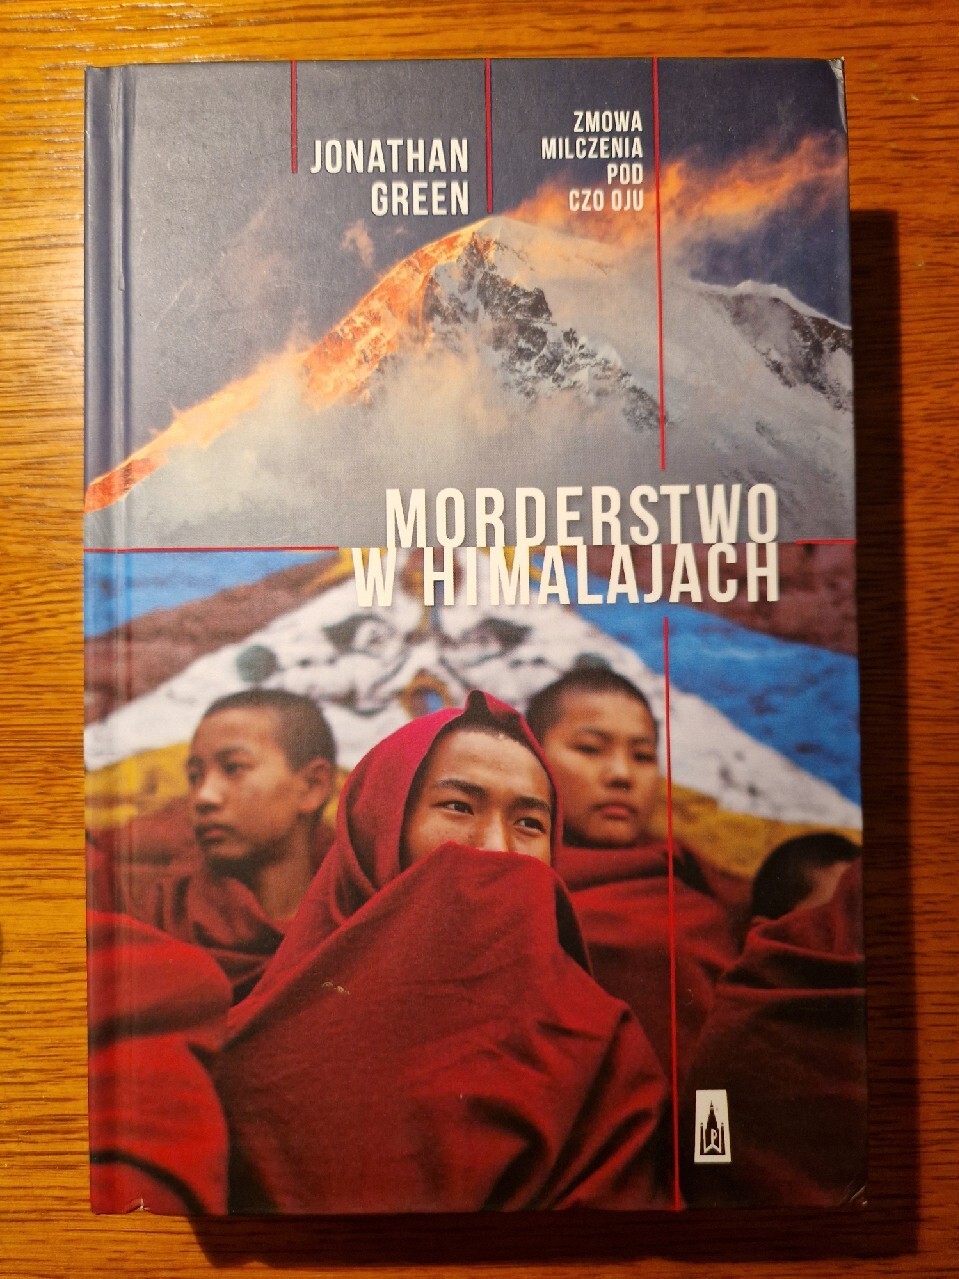 JONATHAN
GREEN
ZMOWA
MILCZENIA
POD
CZO OJU
MORDERSTWO
W HIMALAJACH